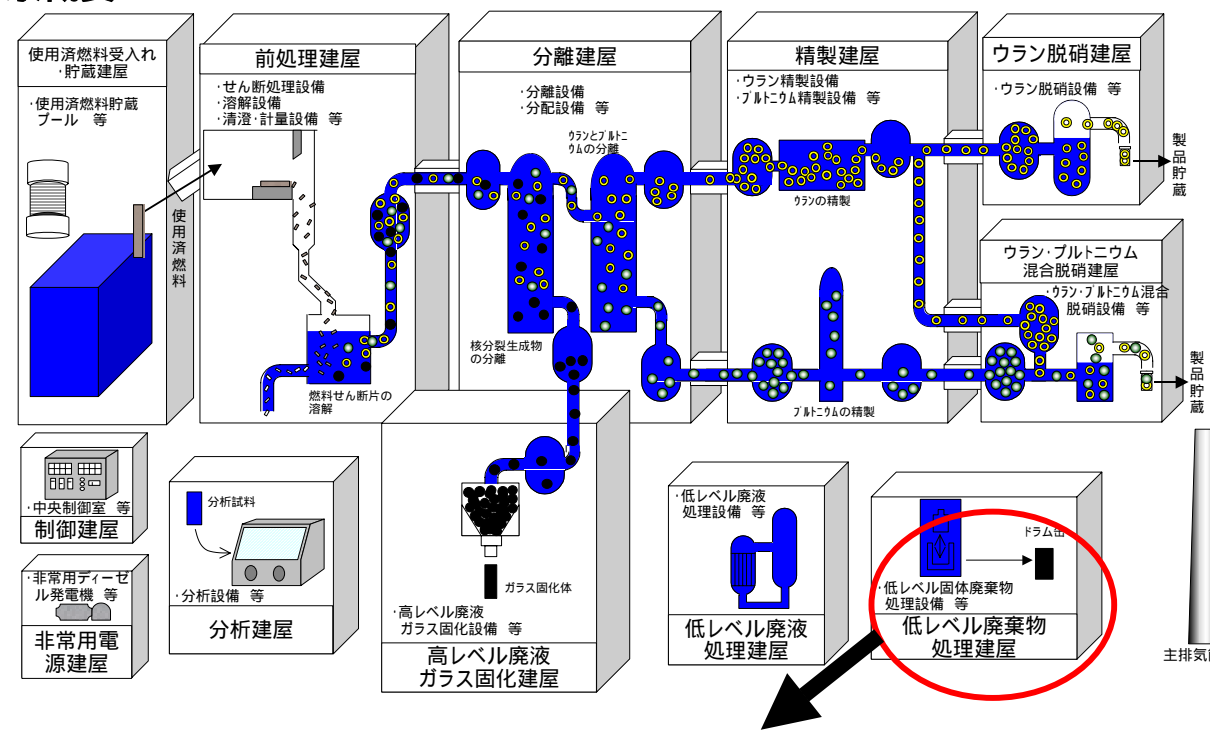 使用済燃料受入れ
・貯蔵建屋
・使用済燃料貯蔵
プール 等
使用済燃料
前処理建屋
・せん断処理設備
・溶解設備
・清澄・計量設備 等
燃料せん断片の
溶解
分離建屋
・分離設備
・分配設備 等
ウランとプルトニ
ウムの分離
核分裂生成物
の分離
精製建屋
・ウラン精製設備
・プルトニウム精製設備 等
ウランの精製
プルトニウムの精製
ウラン脱硝建屋
・ウラン脱硝設備 等
製品貯蔵
ウラン・プルトニウム
混合脱硝建屋
・ウラン・プルトニウム混合
脱硝設備 等
製品貯蔵
・中央制御室 等
制御建屋
・非常用ディーゼ
ル発電機 等
非常用電
源建屋
分析試料
・分析設備 等
分析建屋
ガラス固化体
・高レベル廃液
ガラス固化設備 等
高レベル廃液
ガラス固化建屋
・低レベル廃液
処理設備 等
低レベル廃液
処理建屋
ドラム缶
・低レベル固体廃棄物
処理設備 等
低レベル廃棄物
処理建屋
主排気